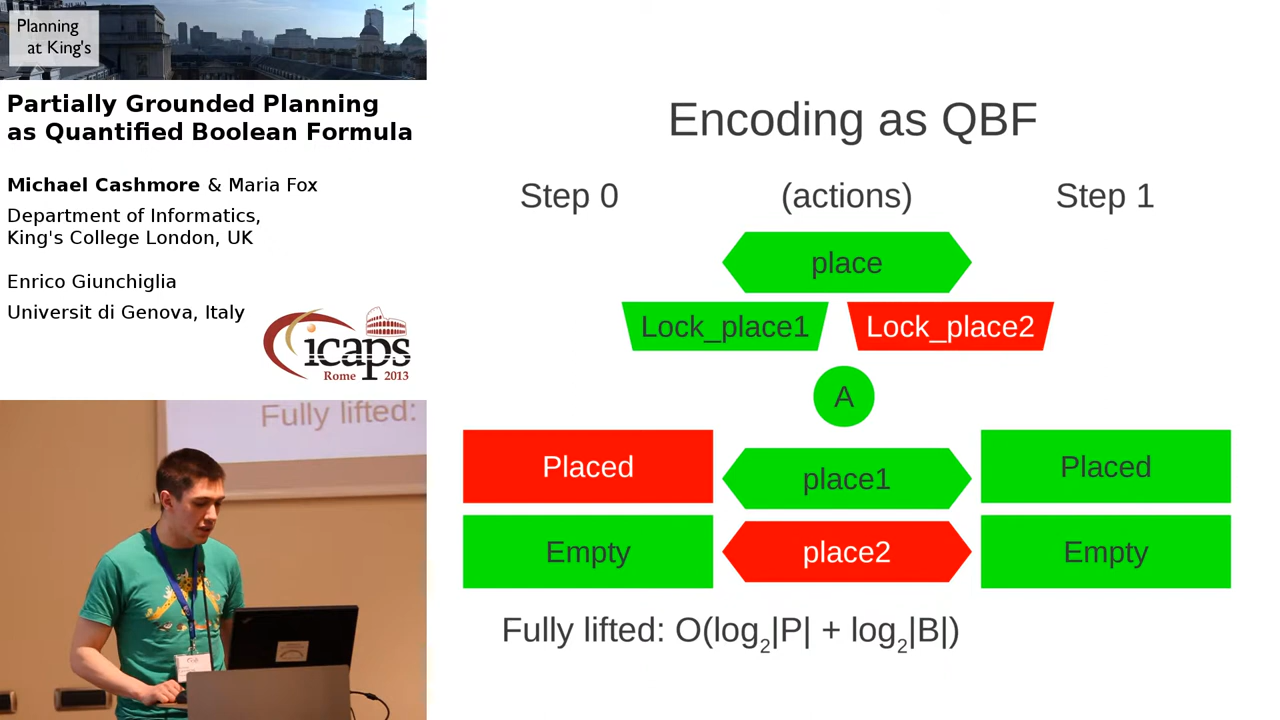 Planning
at King's
Partially Grounded Planning
as Quantified Boolean Formula
Michael Cashmore & Maria Fox
Department of Informatics,
King's College London, UK
Enrico Giunchiglia
Universit di Genova, Italy
icaps
Rome 2013
Fully lifted:
Encoding as QBF
Step 0 (actions) Step 1
place
Lock_place1 Lock_place2
A
Placed place1 Placed
Empty place2 Empty
Fully lifted: O(log2|P| + log2|B|)